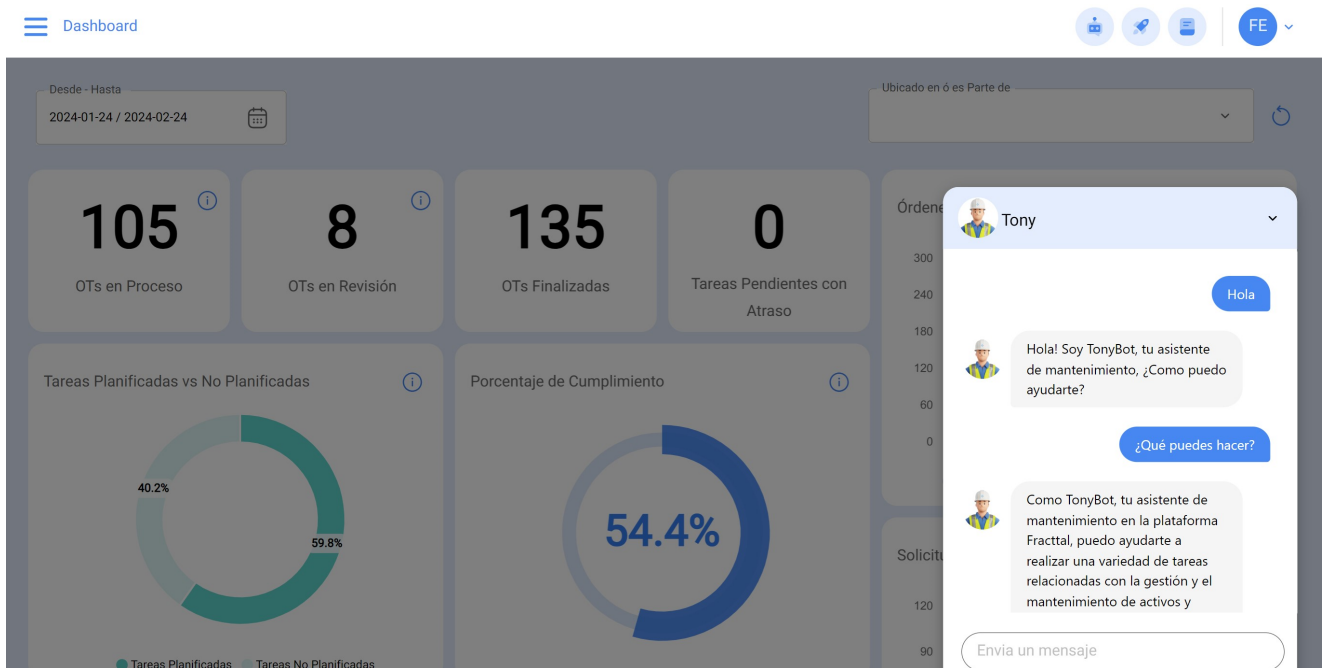 Dashboard
FE
Desde - Hasta
2024-01-24 / 2024-02-24
Ubicado en ó es Parte de
105
OTs en Proceso
8
OTs en Revisión
135
OTs Finalizadas
0
Tareas Pendientes con
Atraso
Órdene
300
240
180
120
60
0
Tareas Planificadas vs No Planificadas
40.2%
59.8%
Tareas Planificadas
Tareas No Planificadas
Porcentaje de Cumplimiento
54.4%
Solicitu
120
90
Tony
Hola
Hola! Soy TonyBot, tu asistente
de mantenimiento, ¿Como puedo
ayudarte?
¿Qué puedes hacer?
Como TonyBot, tu asistente de
mantenimiento en la plataforma
Fracttal, puedo ayudarte a
realizar una variedad de tareas
relacionadas con la gestión y el
mantenimiento de activos y
Envia un mensaje